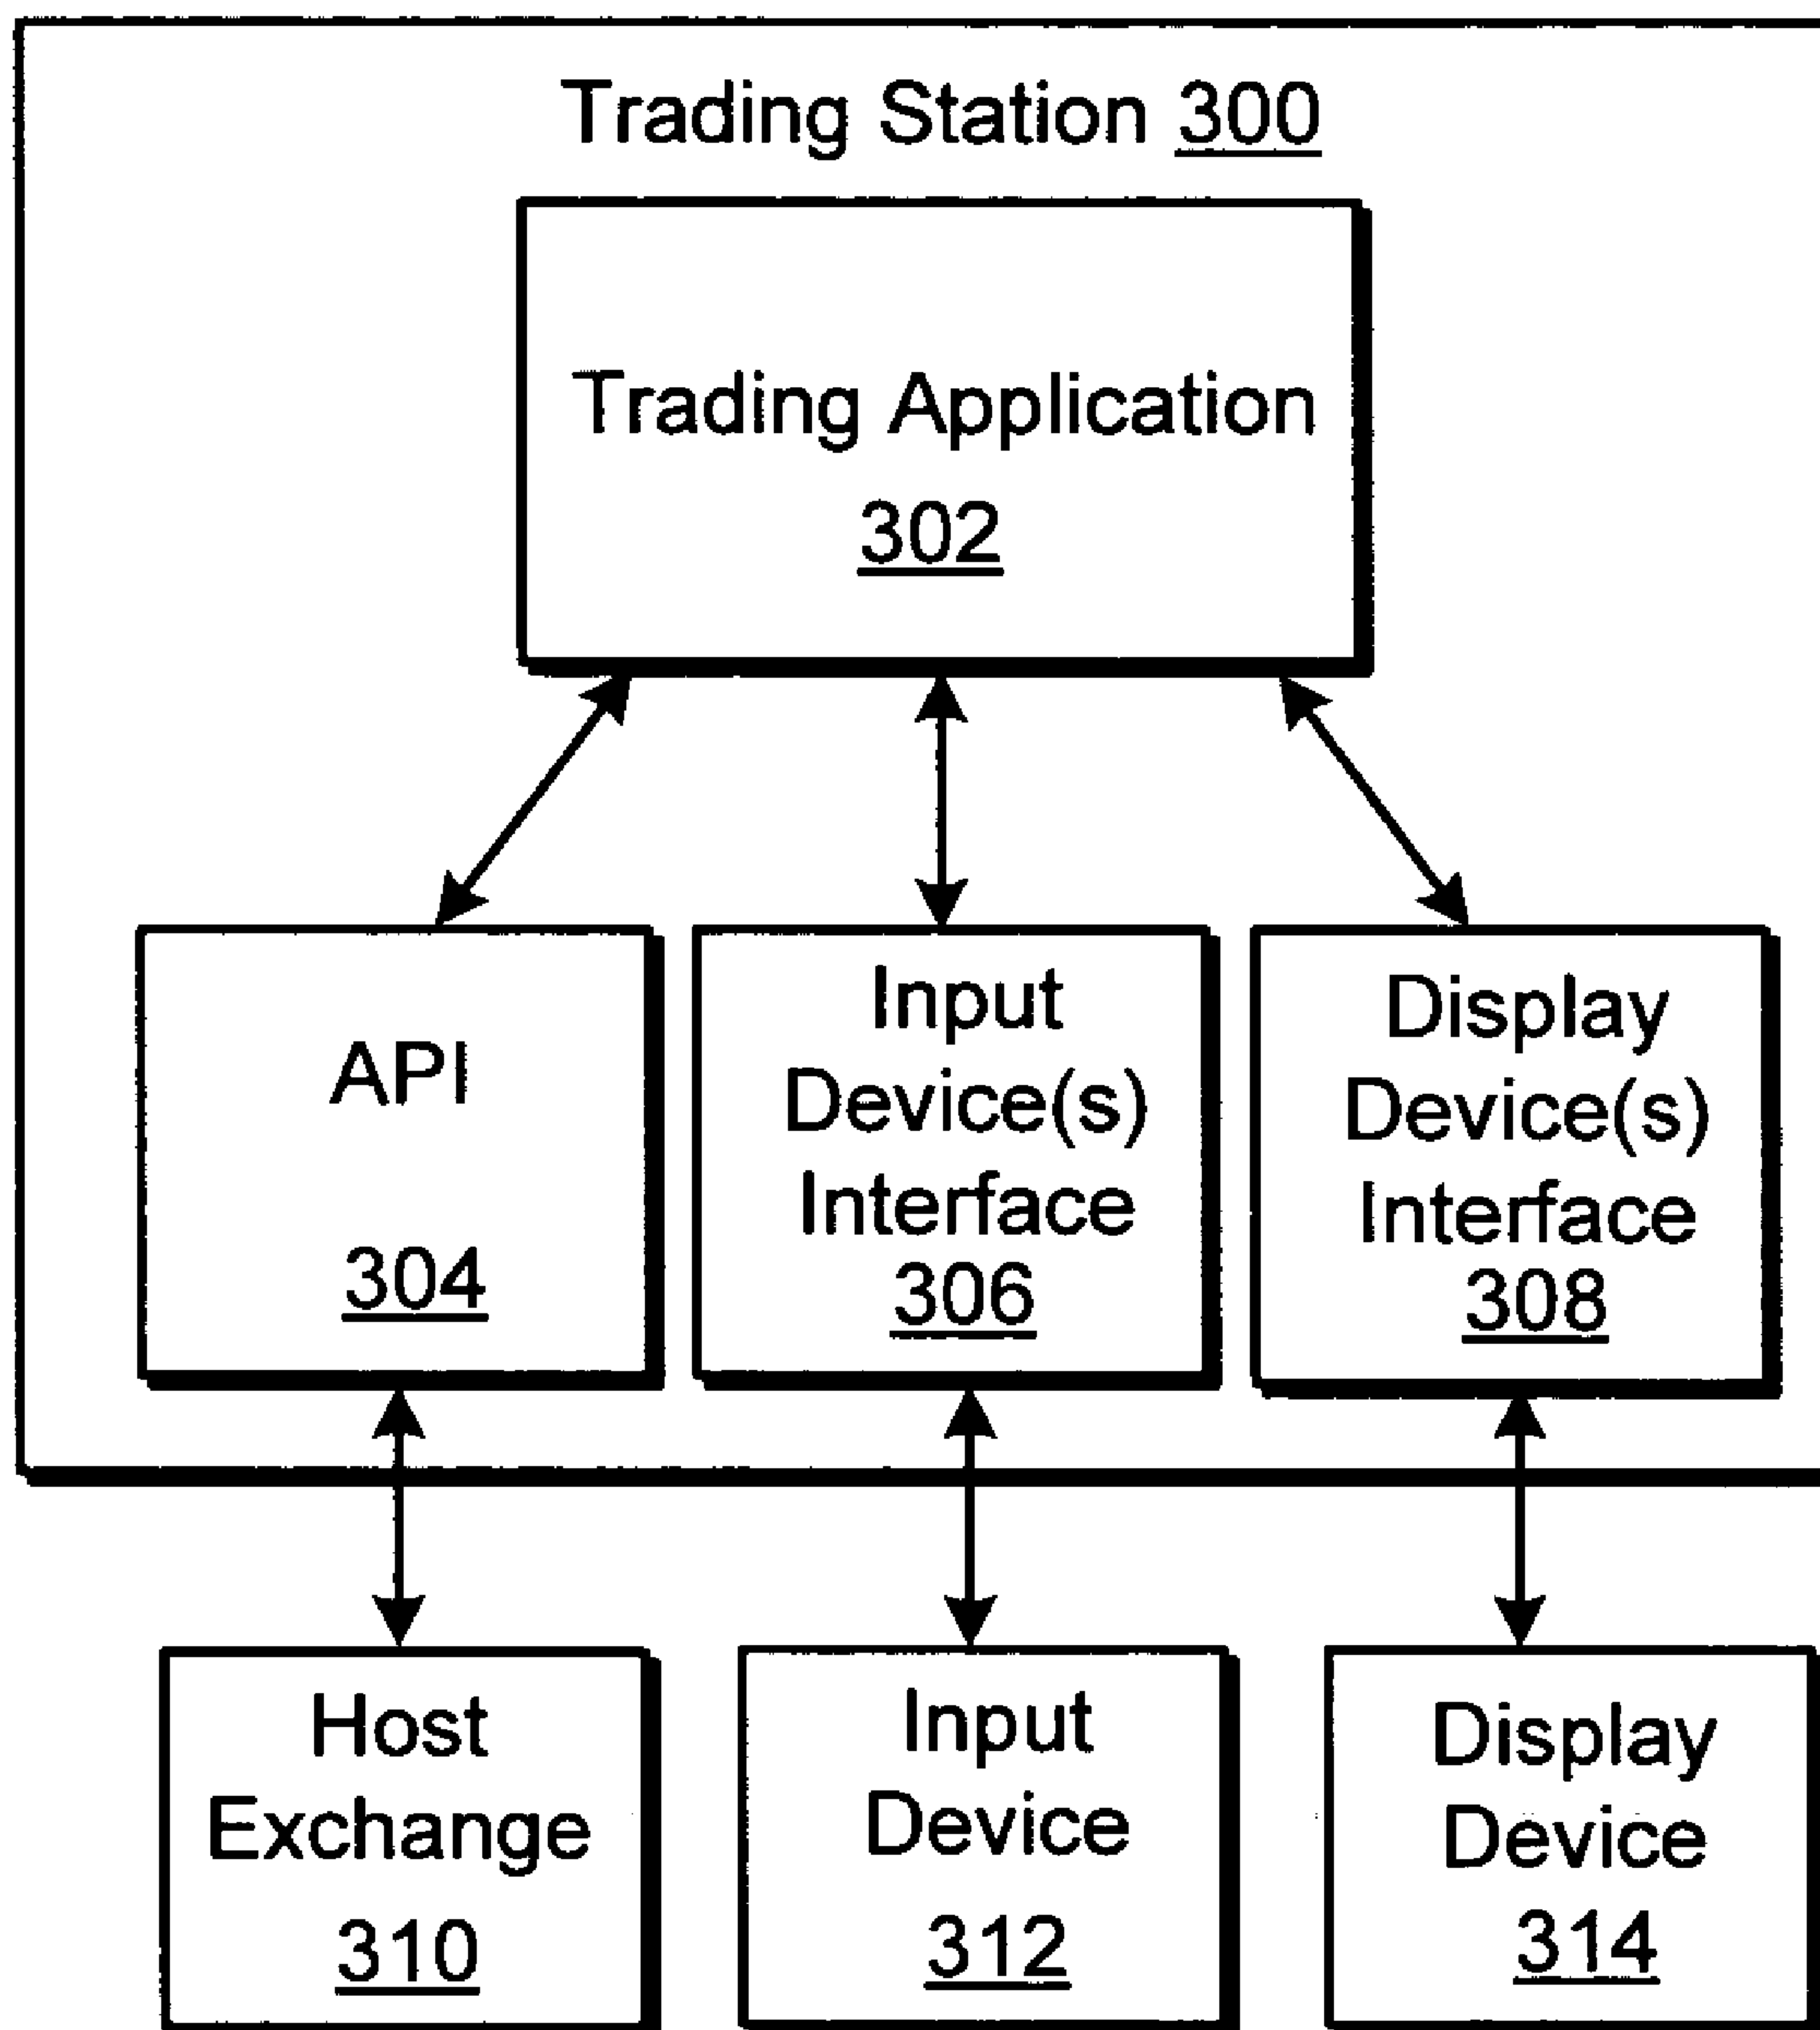 Trading Station 300
Trading Application
302
API
304
Input
Device(s)
Interface
306
Display
Device(s)
Interface
308
Host
Exchange
310
Input
Device
312
Display
Device
314